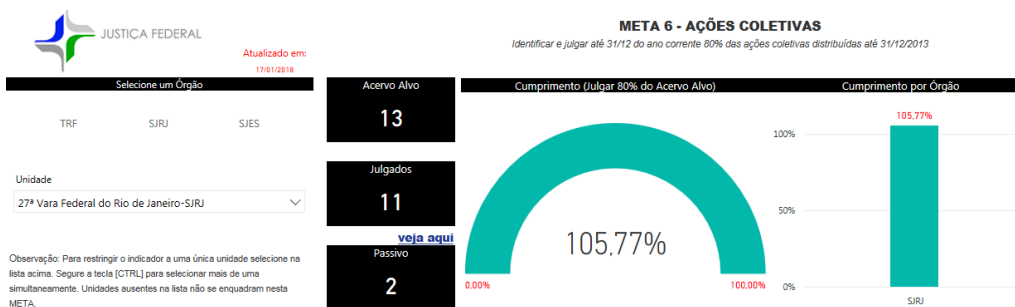 JUSTIÇA FEDERAL
Atualizado em:
17/01/2018
META 6 - AÇÕES COLETIVAS
Identificar e julgar até 31/12 do ano corrente 80% das ações coletivas distribuídas até 31/12/2013
Selecione um Órgão
TRF SJRJ SJES
Unidade
27ª Vara Federal do Rio de Janeiro-SJRJ
Observação: Para restringir o indicador a uma única unidade selecione na
lista acima. Segure a tecla [CTRL] para selecionar mais de uma
simultaneamente. Unidades ausentes na lista não se enquadram nesta
META.
Acervo Alvo
13
Julgados
11
veja aqui
Passivo
2
Cumprimento (Julgar 80% do Acervo Alvo)
105,77%
0,00% 100,00%
Cumprimento por Órgão
105,77%
100%
50%
0%
SJRJ